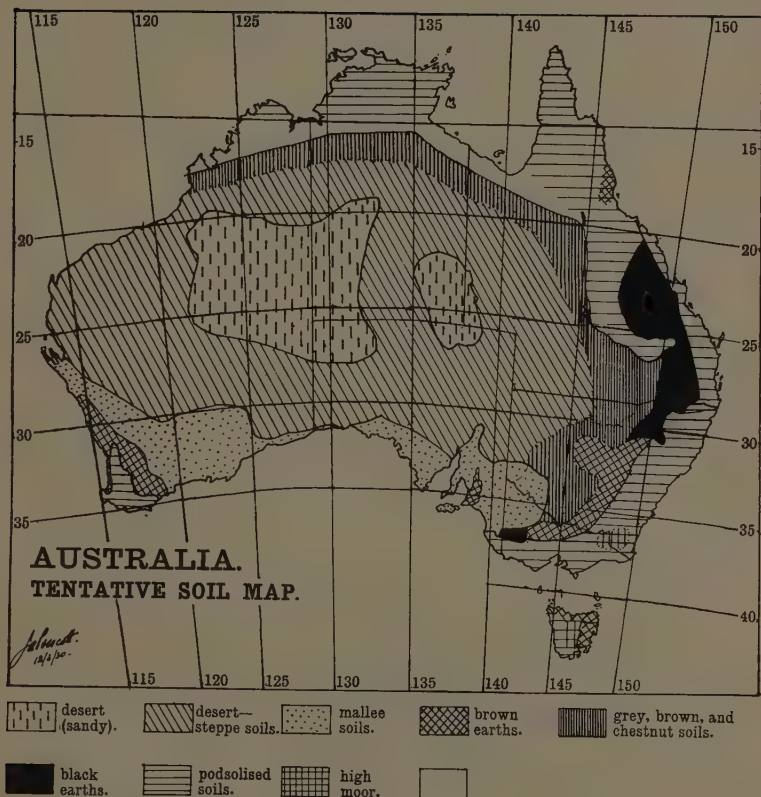 115 120 125 130 135 140 145 150
15 15
20 20
25 25
30 30
35 35
AUSTRALIA.
TENTATIVE SOIL MAP.
40
115 120 125 130 135 140 145 150
desert
(sandy).
desert—
steppe soils.
mallee
soils.
brown
earths.
grey, brown, and
chestnut soils.
black
earths.
podsolised
soils.
high
moor.